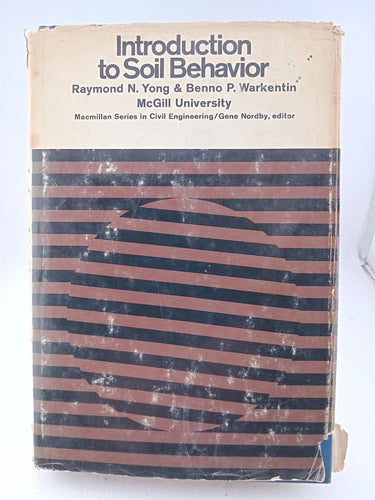 Introduction
to Soil Behavior
Raymond N. Yong & Benno P. Warkentin
McGill University
Macmillan Series in Civil Engineering/Gene Nordby, editor